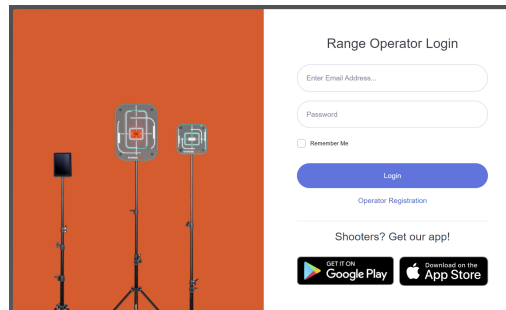 Range Operator Login
Enter Email Address...
Password
Remember Me
Login
Operator Registration
Shooters? Get our app!
GET IT ON
Google Play
Download on the
App Store